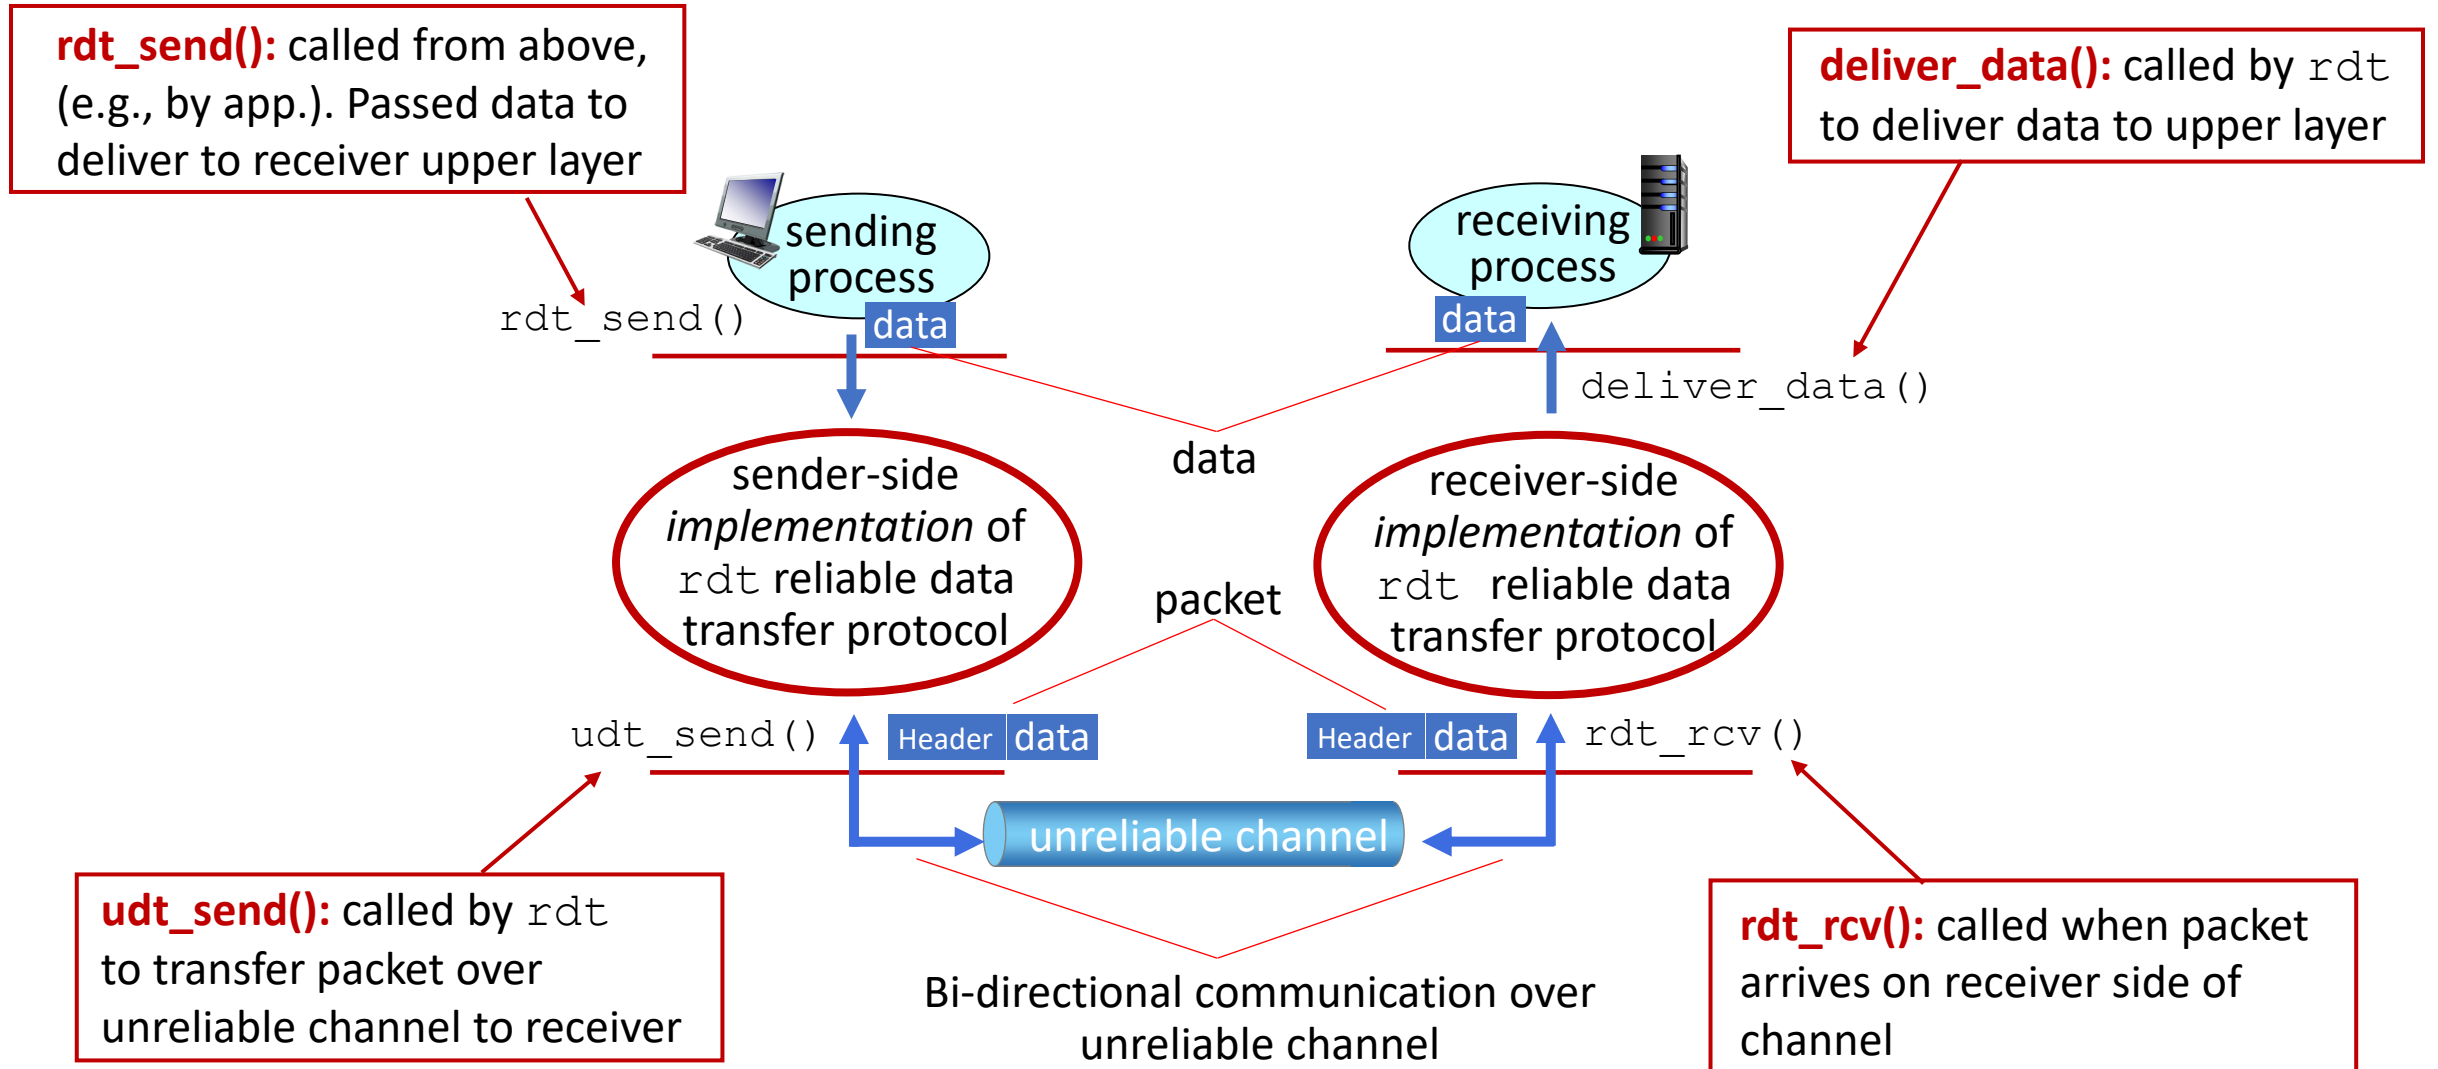 rdt_send(): called from above,
(e.g., by app.). Passed data to
deliver to receiver upper layer
deliver_data(): called by rdt
to deliver data to upper layer
sending
process
receiving
process
rdt_send()
data
data
deliver_data()
data
sender-side
implementation of
rdt reliable data
transfer protocol
receiver-side
implementation of
rdt reliable data
transfer protocol
packet
udt_send()
Header data
Header data
rdt_rcv()
unreliable channel
udt_send(): called by rdt
to transfer packet over
unreliable channel to receiver
Bi-directional communication over
unreliable channel
rdt_rcv(): called when packet
arrives on receiver side of
channel